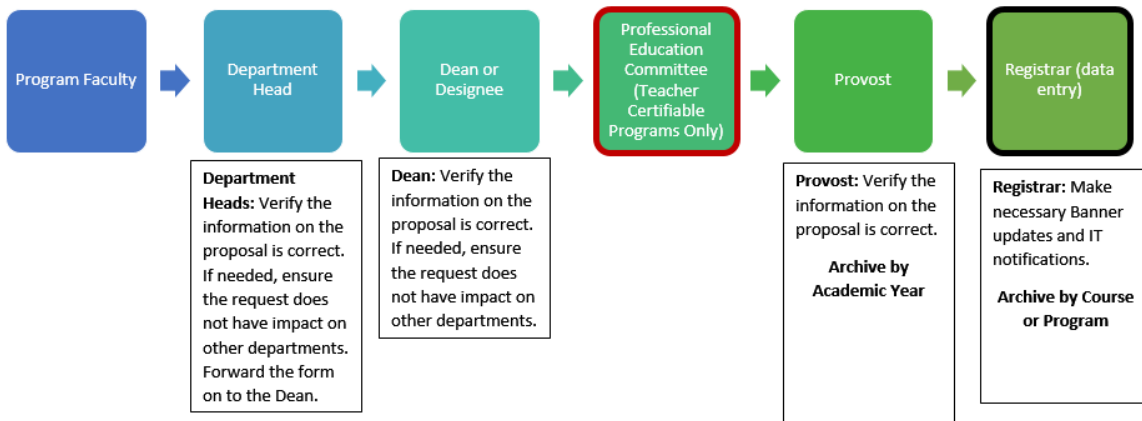 Program Faculty
Department
Head
Dean or
Designee
Professional
Education
Committee
(Teacher
Certifiable
Programs Only)
Provost
Registrar (data
entry)
Department
Heads: Verify the
information on the
proposal is correct.
If needed, ensure
the request does
not have impact on
other departments.
Forward the form
on to the Dean.
Dean: Verify the
information on the
proposal is correct.
If needed, ensure
the request does
not have impact on
other departments.
Provost: Verify the
information on the
proposal is correct.
Archive by
Academic Year
Registrar: Make
necessary Banner
updates and IT
notifications.
Archive by Course
or Program